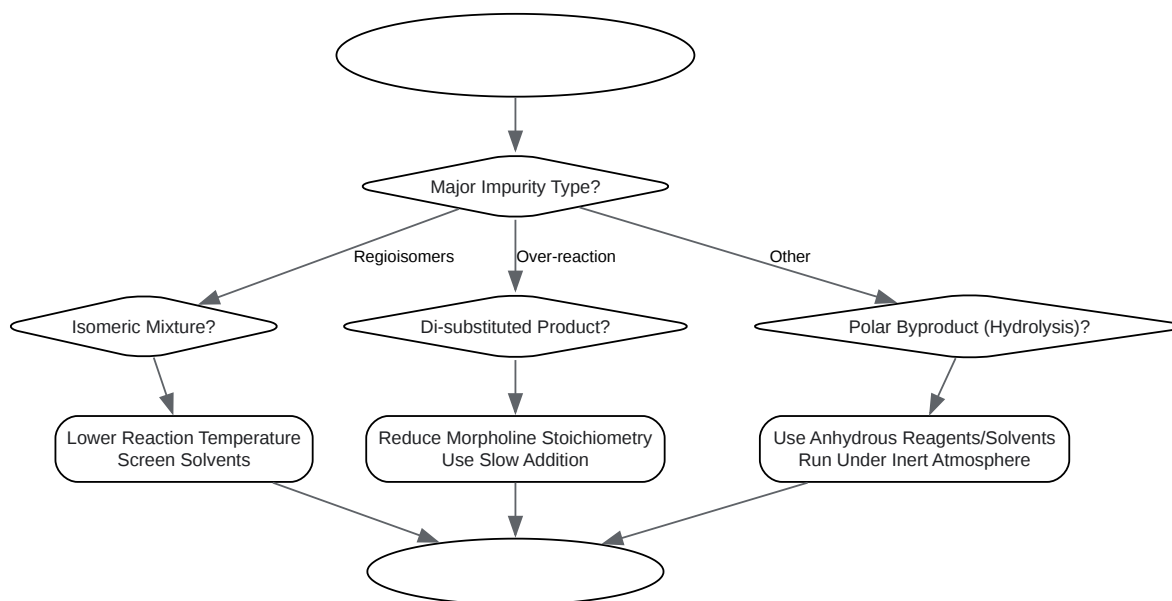 Major Impurity Type?
Regioisomers
Over-reaction
Other
Isomeric Mixture?
Di-substituted Product?
Polar Byproduct (Hydrolysis)?
Lower Reaction Temperature
Screen Solvents
Reduce Morpholine Stoichiometry
Use Slow Addition
Use Anhydrous Reagents/Solvents
Run Under Inert Atmosphere